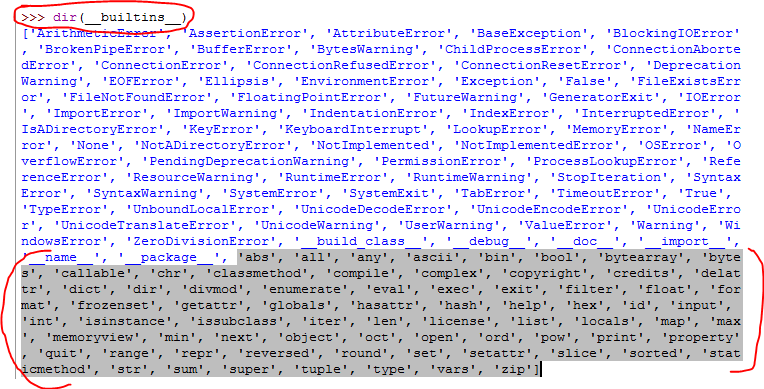 >>> dir(__builtins__)
['ArithmeticError', 'AssertionError', 'AttributeError', 'BaseException', 'BlockingIOError'
, 'BrokenPipeError', 'BufferError', 'BytesWarning', 'ChildProcessError', 'ConnectionAborte
dError', 'ConnectionError', 'ConnectionRefusedError', 'ConnectionResetError', 'Deprecation
Warning', 'EOFError', 'Ellipsis', 'EnvironmentError', 'Exception', 'False', 'FileExistsErr
or', 'FileNotFoundError', 'FloatingPointError', 'FutureWarning', 'GeneratorExit', 'IOError
', 'ImportError', 'ImportWarning', 'IndentationError', 'IndexError', 'InterruptedError', '
IsADirectoryError', 'KeyError', 'KeyboardInterrupt', 'LookupError', 'MemoryError', 'NameEr
ror', 'None', 'NotADirectoryError', 'NotImplemented', 'NotImplementedError', 'OSError', 'O
verflowError', 'PendingDeprecationWarning', 'PermissionError', 'ProcessLookupError', 'Refe
renceError', 'ResourceWarning', 'RuntimeError', 'RuntimeWarning', 'StopIteration', 'Syntax
Error', 'SyntaxWarning', 'SystemError', 'SystemExit', 'TabError', 'TimeoutError', 'True',
'TypeError', 'UnboundLocalError', 'UnicodeDecodeError', 'UnicodeEncodeError', 'UnicodeErro
r', 'UnicodeTranslateError', 'UnicodeWarning', 'UserWarning', 'ValueError', 'Warning', 'Wi
ndowsError', 'ZeroDivisionError', '__build_class__', '__debug__', '__doc__', '__import__',
'__name__', '__package__', 'abs', 'all', 'any', 'ascii', 'bin', 'bool', 'bytearray', 'byte
s', 'callable', 'chr', 'classmethod', 'compile', 'complex', 'copyright', 'credits', 'delat
tr', 'dict', 'dir', 'divmod', 'enumerate', 'eval', 'exec', 'exit', 'filter', 'float', 'for
mat', 'frozenset', 'getattr', 'globals', 'hasattr', 'hash', 'help', 'hex', 'id', 'input',
'int', 'isinstance', 'issubclass', 'iter', 'len', 'license', 'list', 'locals', 'map', 'max
', 'memoryview', 'min', 'next', 'object', 'oct', 'open', 'ord', 'pow', 'print', 'property'
, 'quit', 'range', 'repr', 'reversed', 'round', 'set', 'setattr', 'slice', 'sorted', 'stat
icmethod', 'str', 'sum', 'super', 'tuple', 'type', 'vars', 'zip']